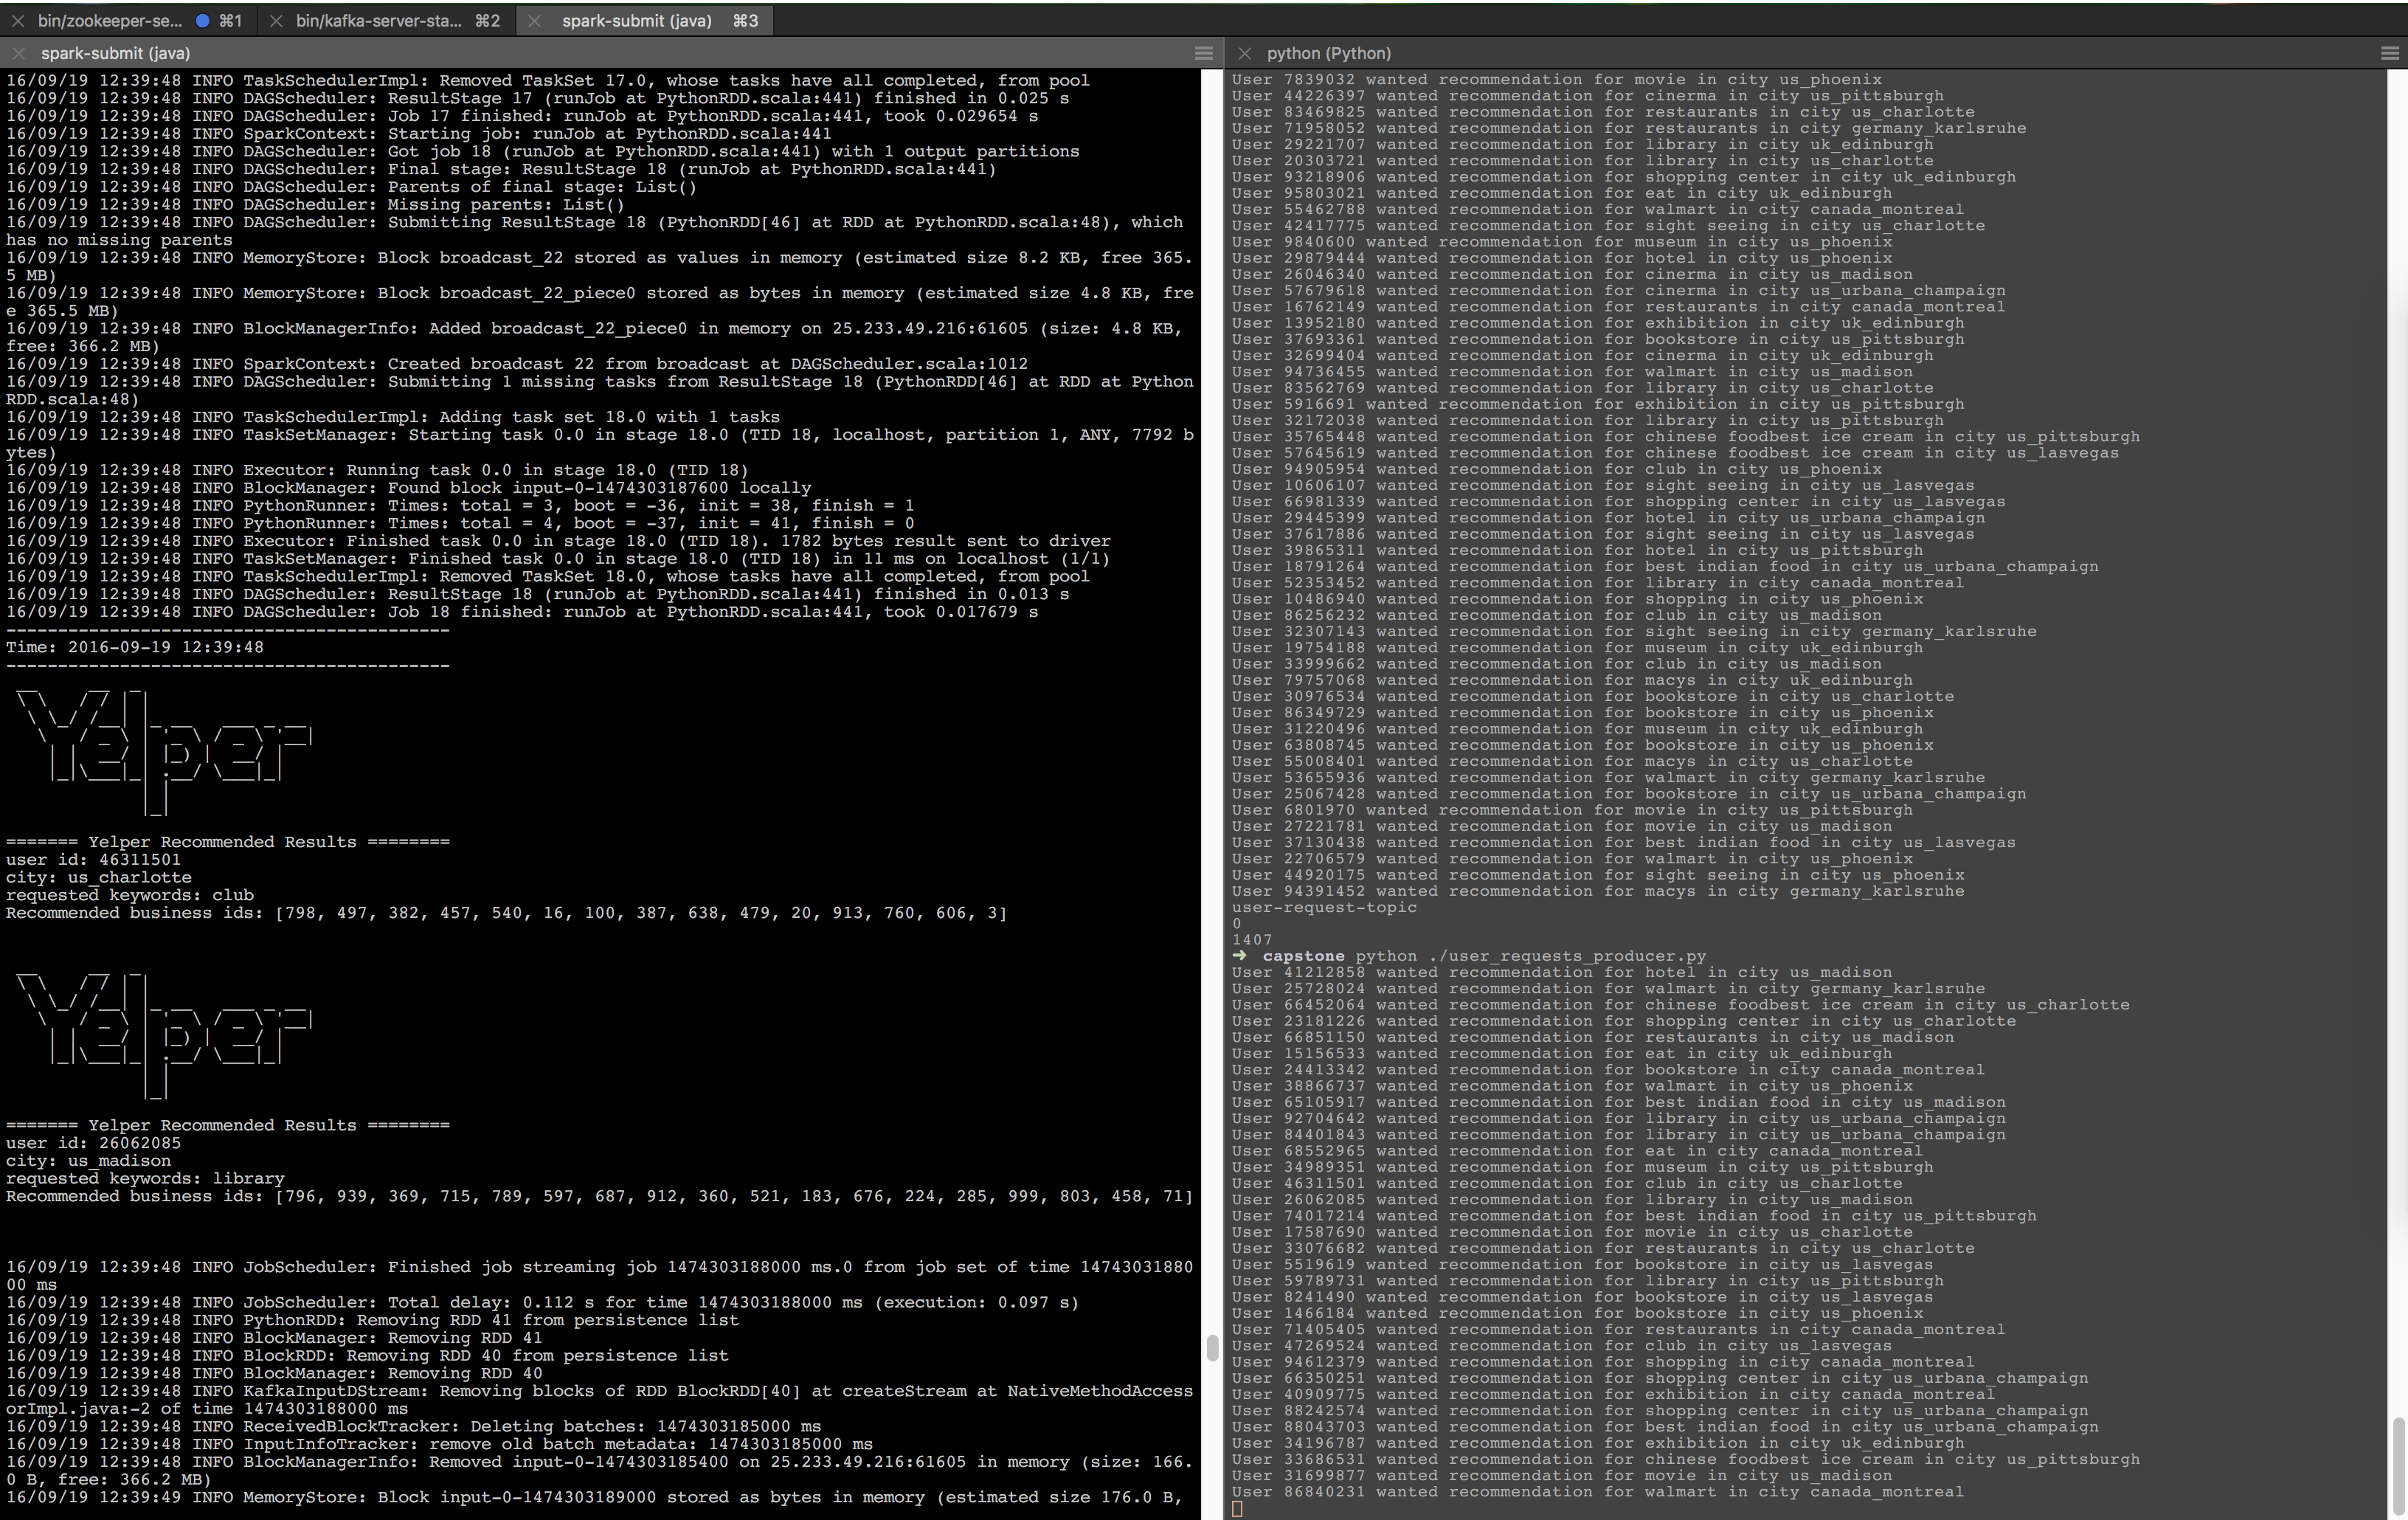 bin/zookeeper-se... ⌘1
bin/kafka-server-sta... ⌘2
spark-submit (java) ⌘3
spark-submit (java)
16/09/19 12:39:48 INFO TaskSchedulerImpl: Removed TaskSet 17.0, whose tasks have all completed, from pool
16/09/19 12:39:48 INFO DAGScheduler: ResultStage 17 (runJob at PythonRDD.scala:441) finished in 0.025 s
16/09/19 12:39:48 INFO DAGScheduler: Job 17 finished: runJob at PythonRDD.scala:441, took 0.029654 s
16/09/19 12:39:48 INFO SparkContext: Starting job: runJob at PythonRDD.scala:441
16/09/19 12:39:48 INFO DAGScheduler: Got job 18 (runJob at PythonRDD.scala:441) with 1 output partitions
16/09/19 12:39:48 INFO DAGScheduler: Final stage: ResultStage 18 (runJob at PythonRDD.scala:441)
16/09/19 12:39:48 INFO DAGScheduler: Parents of final stage: List()
16/09/19 12:39:48 INFO DAGScheduler: Missing parents: List()
16/09/19 12:39:48 INFO DAGScheduler: Submitting ResultStage 18 (PythonRDD[46] at RDD at PythonRDD.scala:48), which
has no missing parents
16/09/19 12:39:48 INFO MemoryStore: Block broadcast_22 stored as values in memory (estimated size 8.2 KB, free 365.
5 MB)
16/09/19 12:39:48 INFO MemoryStore: Block broadcast_22_piece0 stored as bytes in memory (estimated size 4.8 KB, fre
e 365.5 MB)
16/09/19 12:39:48 INFO BlockManagerInfo: Added broadcast_22_piece0 in memory on 25.233.49.216:61605 (size: 4.8 KB,
free: 366.2 MB)
16/09/19 12:39:48 INFO SparkContext: Created broadcast 22 from broadcast at DAGScheduler.scala:1012
16/09/19 12:39:48 INFO DAGScheduler: Submitting 1 missing tasks from ResultStage 18 (PythonRDD[46] at RDD at Python
RDD.scala:48)
16/09/19 12:39:48 INFO TaskSchedulerImpl: Adding task set 18.0 with 1 tasks
16/09/19 12:39:48 INFO TaskSetManager: Starting task 0.0 in stage 18.0 (TID 18, localhost, partition 1, ANY, 7792 b
ytes)
16/09/19 12:39:48 INFO Executor: Running task 0.0 in stage 18.0 (TID 18)
16/09/19 12:39:48 INFO BlockManager: Found block input-0-1474303187600 locally
16/09/19 12:39:48 INFO PythonRunner: Times: total = 3, boot = -36, init = 38, finish = 1
16/09/19 12:39:48 INFO PythonRunner: Times: total = 4, boot = -37, init = 41, finish = 0
16/09/19 12:39:48 INFO Executor: Finished task 0.0 in stage 18.0 (TID 18). 1782 bytes result sent to driver
16/09/19 12:39:48 INFO TaskSetManager: Finished task 0.0 in stage 18.0 (TID 18) in 11 ms on localhost (1/1)
16/09/19 12:39:48 INFO TaskSchedulerImpl: Removed TaskSet 18.0, whose tasks have all completed, from pool
16/09/19 12:39:48 INFO DAGScheduler: ResultStage 18 (runJob at PythonRDD.scala:441) finished in 0.013 s
16/09/19 12:39:48 INFO DAGScheduler: Job 18 finished: runJob at PythonRDD.scala:441, took 0.017679 s
-------------------------------------------
Time: 2016-09-19 12:39:48
-------------------------------------------
Yelper
======= Yelper Recommended Results ========
user id: 46311501
city: us_charlotte
requested keywords: club
Recommended business ids: [798, 497, 382, 457, 540, 16, 100, 387, 638, 479, 20, 913, 760, 606, 3]
Yelper
======= Yelper Recommended Results ========
user id: 26062085
city: us_madison
requested keywords: library
Recommended business ids: [796, 939, 369, 715, 789, 597, 687, 912, 360, 521, 183, 676, 224, 285, 999, 803, 458, 71]
16/09/19 12:39:48 INFO JobScheduler: Finished job streaming job 1474303188000 ms.0 from job set of time 14743031880
00 ms
16/09/19 12:39:48 INFO JobScheduler: Total delay: 0.112 s for time 1474303188000 ms (execution: 0.097 s)
16/09/19 12:39:48 INFO PythonRDD: Removing RDD 41 from persistence list
16/09/19 12:39:48 INFO BlockManager: Removing RDD 41
16/09/19 12:39:48 INFO BlockRDD: Removing RDD 40 from persistence list
16/09/19 12:39:48 INFO BlockManager: Removing RDD 40
16/09/19 12:39:48 INFO KafkaInputDStream: Removing blocks of RDD BlockRDD[40] at createStream at NativeMethodAccess
orImpl.java:-2 of time 1474303188000 ms
16/09/19 12:39:48 INFO ReceivedBlockTracker: Deleting batches: 1474303185000 ms
16/09/19 12:39:48 INFO InputInfoTracker: remove old batch metadata: 1474303185000 ms
16/09/19 12:39:48 INFO BlockManagerInfo: Removed input-0-1474303185400 on 25.233.49.216:61605 in memory (size: 166.
0 B, free: 366.2 MB)
16/09/19 12:39:49 INFO MemoryStore: Block input-0-1474303189000 stored as bytes in memory (estimated size 176.0 B,
python (Python)
User 7839032 wanted recommendation for movie in city us_phoenix
User 44226397 wanted recommendation for cinerma in city us_pittsburgh
User 83469825 wanted recommendation for restaurants in city us_charlotte
User 71958052 wanted recommendation for restaurants in city germany_karlsruhe
User 29221707 wanted recommendation for library in city uk_edinburgh
User 20303721 wanted recommendation for library in city us_charlotte
User 93218906 wanted recommendation for shopping center in city uk_edinburgh
User 95803021 wanted recommendation for eat in city uk_edinburgh
User 55462788 wanted recommendation for walmart in city canada_montreal
User 42417775 wanted recommendation for sight seeing in city us_charlotte
User 9840600 wanted recommendation for museum in city us_phoenix
User 29879444 wanted recommendation for hotel in city us_phoenix
User 26046340 wanted recommendation for cinerma in city us_madison
User 57679618 wanted recommendation for cinerma in city us_urbana_champaign
User 16762149 wanted recommendation for restaurants in city canada_montreal
User 13952180 wanted recommendation for exhibition in city uk_edinburgh
User 37693361 wanted recommendation for bookstore in city us_pittsburgh
User 32699404 wanted recommendation for cinerma in city uk_edinburgh
User 94736455 wanted recommendation for walmart in city us_madison
User 83562769 wanted recommendation for library in city us_charlotte
User 5916691 wanted recommendation for exhibition in city us_pittsburgh
User 32172038 wanted recommendation for library in city us_pittsburgh
User 35765448 wanted recommendation for chinese foodbest ice cream in city us_pittsburgh
User 57645619 wanted recommendation for chinese foodbest ice cream in city us_lasvegas
User 94905954 wanted recommendation for club in city us_phoenix
User 10606107 wanted recommendation for sight seeing in city us_lasvegas
User 66981339 wanted recommendation for shopping center in city us_lasvegas
User 29445399 wanted recommendation for hotel in city us_urbana_champaign
User 37617886 wanted recommendation for sight seeing in city us_lasvegas
User 39865311 wanted recommendation for hotel in city us_pittsburgh
User 18791264 wanted recommendation for best indian food in city us_urbana_champaign
User 52353452 wanted recommendation for library in city canada_montreal
User 10486940 wanted recommendation for shopping in city us_phoenix
User 86256232 wanted recommendation for club in city us_madison
User 32307143 wanted recommendation for sight seeing in city germany_karlsruhe
User 19754188 wanted recommendation for museum in city uk_edinburgh
User 33999662 wanted recommendation for club in city us_madison
User 79757068 wanted recommendation for macys in city uk_edinburgh
User 30976534 wanted recommendation for bookstore in city us_charlotte
User 86349729 wanted recommendation for bookstore in city us_phoenix
User 31220496 wanted recommendation for museum in city uk_edinburgh
User 63808745 wanted recommendation for bookstore in city us_phoenix
User 55008401 wanted recommendation for macys in city us_charlotte
User 53655936 wanted recommendation for walmart in city germany_karlsruhe
User 25067428 wanted recommendation for bookstore in city us_urbana_champaign
User 6801970 wanted recommendation for movie in city us_pittsburgh
User 27221781 wanted recommendation for movie in city us_madison
User 37130438 wanted recommendation for best indian food in city us_lasvegas
User 22706579 wanted recommendation for walmart in city us_phoenix
User 44920175 wanted recommendation for sight seeing in city us_phoenix
User 94391452 wanted recommendation for macys in city germany_karlsruhe
user-request-topic
0
1407
➜ capstone python ./user_requests_producer.py
User 41212858 wanted recommendation for hotel in city us_madison
User 25728024 wanted recommendation for walmart in city germany_karlsruhe
User 66452064 wanted recommendation for chinese foodbest ice cream in city us_charlotte
User 23181226 wanted recommendation for shopping center in city us_charlotte
User 66851150 wanted recommendation for restaurants in city us_madison
User 15156533 wanted recommendation for eat in city uk_edinburgh
User 24413342 wanted recommendation for bookstore in city canada_montreal
User 38866737 wanted recommendation for walmart in city us_phoenix
User 65105917 wanted recommendation for best indian food in city us_madison
User 92704642 wanted recommendation for library in city us_urbana_champaign
User 84401843 wanted recommendation for library in city us_urbana_champaign
User 68552965 wanted recommendation for eat in city canada_montreal
User 34989351 wanted recommendation for museum in city us_pittsburgh
User 46311501 wanted recommendation for club in city us_charlotte
User 26062085 wanted recommendation for library in city us_madison
User 74017214 wanted recommendation for best indian food in city us_pittsburgh
User 17587690 wanted recommendation for movie in city us_charlotte
User 33076682 wanted recommendation for restaurants in city us_charlotte
User 5519619 wanted recommendation for bookstore in city us_lasvegas
User 59789731 wanted recommendation for library in city us_pittsburgh
User 8241490 wanted recommendation for bookstore in city us_lasvegas
User 1466184 wanted recommendation for bookstore in city us_phoenix
User 71405405 wanted recommendation for restaurants in city canada_montreal
User 47269524 wanted recommendation for club in city us_lasvegas
User 94612379 wanted recommendation for shopping in city canada_montreal
User 66350251 wanted recommendation for shopping center in city us_urbana_champaign
User 40909775 wanted recommendation for exhibition in city canada_montreal
User 88242574 wanted recommendation for shopping center in city us_urbana_champaign
User 88043703 wanted recommendation for best indian food in city us_urbana_champaign
User 34196787 wanted recommendation for exhibition in city uk_edinburgh
User 33686531 wanted recommendation for chinese foodbest ice cream in city us_pittsburgh
User 31699877 wanted recommendation for movie in city us_madison
User 86840231 wanted recommendation for walmart in city canada_montreal